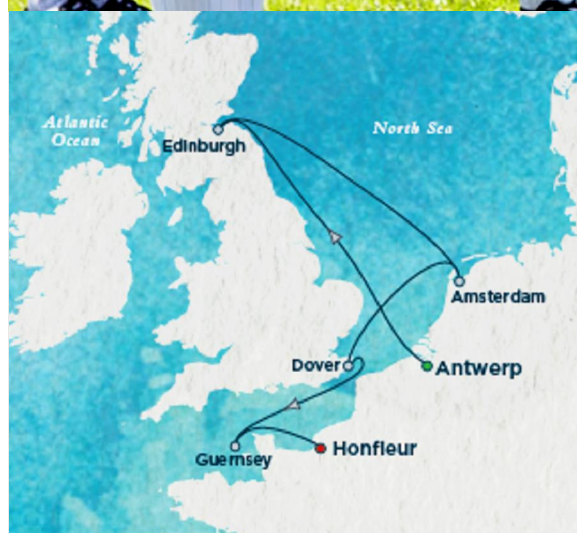 Atlantic
Ocean
North Sea
Edinburgh
Amsterdam
Dover
Antwerp
Guernsey
Honfleur